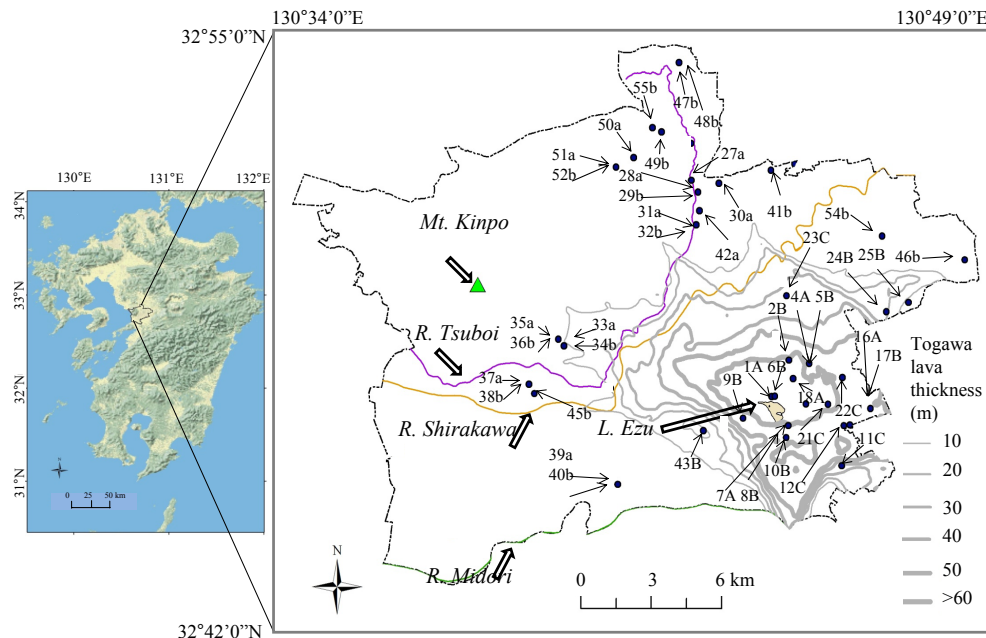 130°34'0"E
130°49'0"E
32°55'0"N
130°E
131°E
132°E
34°N
33°N
32°N
31°N
N
0 25 50 km
55b
47b
48b
50a
49b
27a
51a
52b
28a
29b
30a
41b
31a
32b
42a
54b
23C
24B
25B
46b
Mt. Kinpo
4A 5B
2B
16A
17B
R. Tsuboi
35a
36b
33a
34b
1A 6B
9B
37a
38b
45b
18A
22C
R. Shirakawa
L. Ezu
21C
11C
39a
40b
43B
10B
12C
7A 8B
R. Midori
N
0 3 6 km
Togawa
lava
thickness
(m)
10
20
30
40
50
>60
32°42'0"N